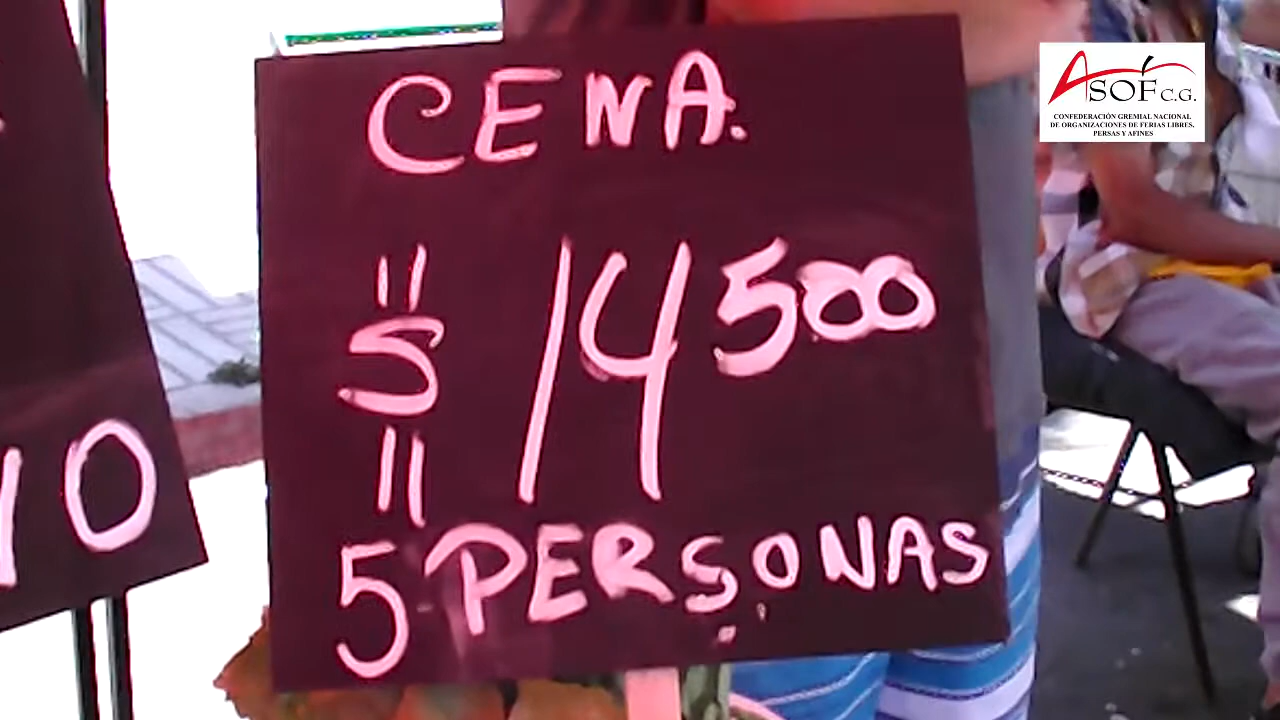 CENA.
$ 14500
5 PERSONAS
10
ASOF C.G.
CONFEDERACIÓN GREMIAL NACIONAL
DE ORGANIZACIONES DE FERIAS LIBRES,
PERSAS Y AFINES